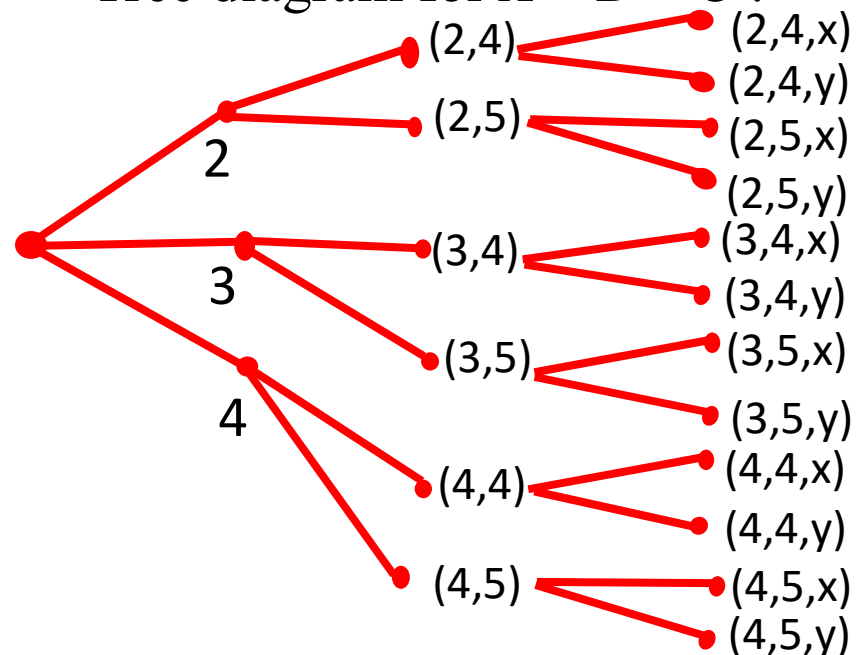 (2,4)
(2,4,x)
(2,4,y)
2
(2,5)
(2,5,x)
(2,5,y)
3
(3,4)
(3,4,x)
(3,4,y)
(3,5)
(3,5,x)
(3,5,y)
4
(4,4)
(4,4,x)
(4,4,y)
(4,5)
(4,5,x)
(4,5,y)